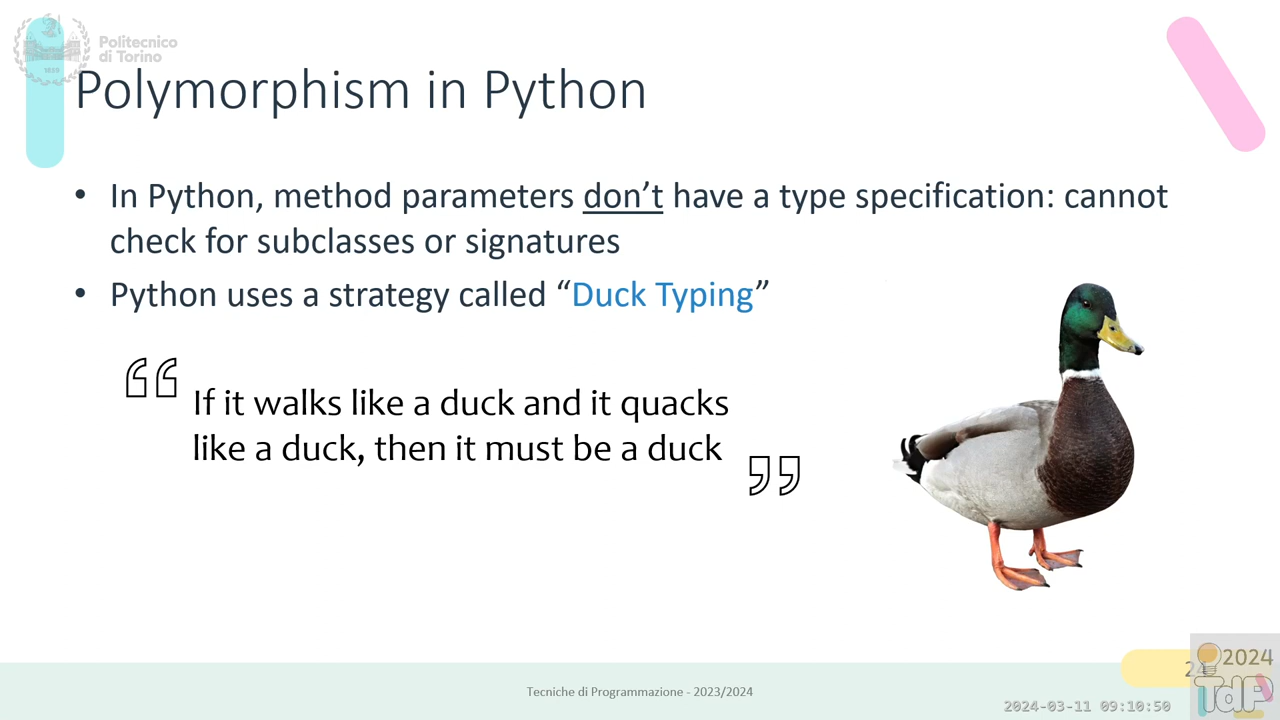 Politecnico
di Torino
Polymorphism in Python
• In Python, method parameters don’t have a type specification: cannot
check for subclasses or signatures
• Python uses a strategy called “Duck Typing”
“ If it walks like a duck and it quacks
like a duck, then it must be a duck ”
Tecniche di Programmazione - 2023/2024
2024
TdP
2024-03-11 09:10:50